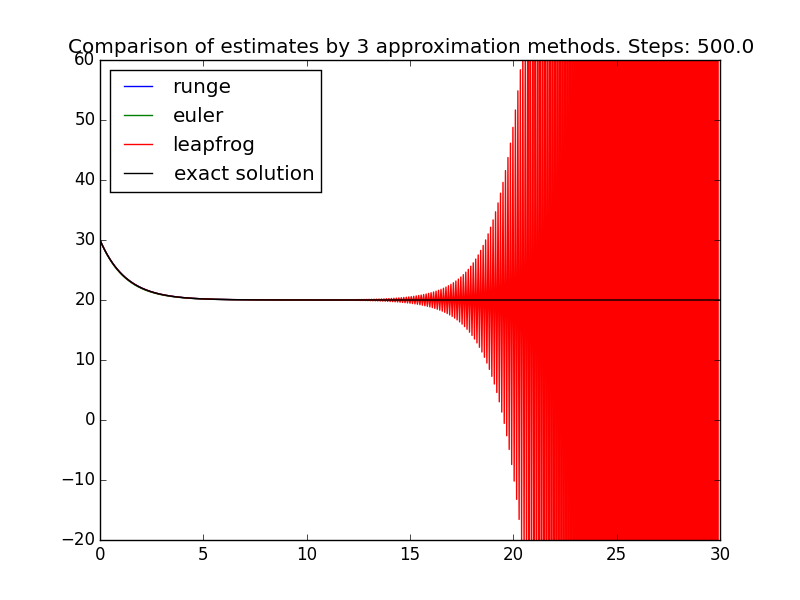 Comparison of estimates by 3 approximation methods. Steps: 500.0
60
50
40
30
20
10
0
−10
−20
runge
euler
leapfrog
exact solution
0 5 10 15 20 25 30